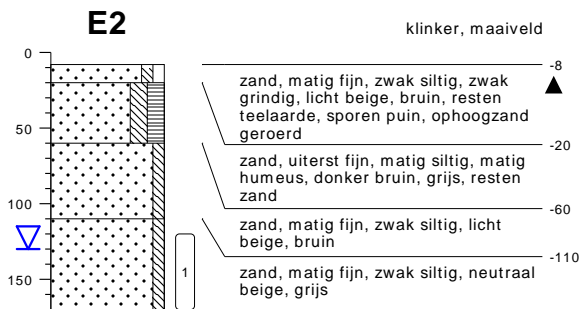 E2
klinker, maaiveld
0
-8
zand, matig fijn, zwak siltig, zwak
grindig, licht beige, bruin, resten
teelaarde, sporen puin, ophoogzand
geroerd
-20
50
zand, uiterst fijn, matig siltig, matig
humeus, donker bruin, grijs, resten
zand
-60
100
zand, matig fijn, zwak siltig, licht
beige, bruin
-110
150
1
zand, matig fijn, zwak siltig, neutraal
beige, grijs